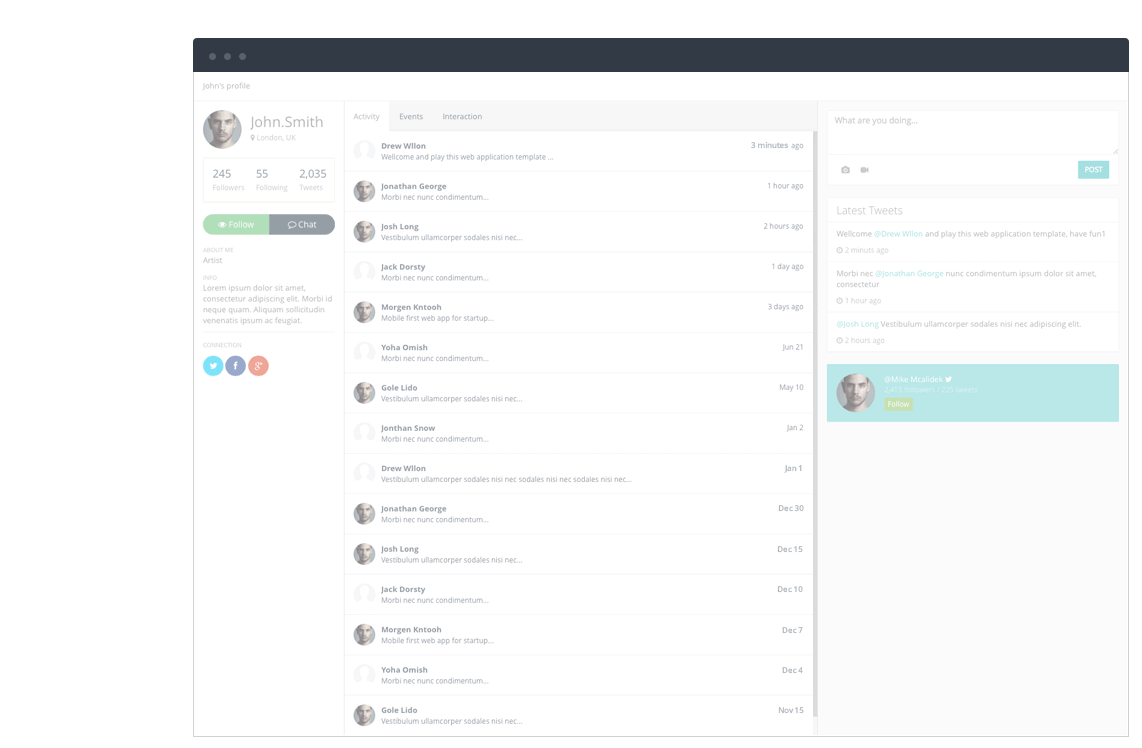 John's profile
John.Smith
London, UK
245 55 2,035
Followers Following Tweets
Follow Chat
ABOUT ME
Artist
INFO
Lorem ipsum dolor sit amet,
consectetur adipiscing elit. Morbi id
neque quam. Aliquam sollicitudin
venenatis ipsum ac feugiat.
CONNECTION
Activity Events Interaction
Drew Wllon 3 minutes ago
Wellcome and play this web application template ...
Jonathan George 1 hour ago
Morbi nec nunc condimentum...
Josh Long 2 hours ago
Vestibulum ullamcorper sodales nisi nec...
Jack Dorsty 1 day ago
Morbi nec nunc condimentum...
Morgen Kntooh 3 days ago
Mobile first web app for startup...
Yoha Omish Jun 21
Morbi nec nunc condimentum...
Gole Lido May 10
Vestibulum ullamcorper sodales nisi nec...
Jonthan Snow Jan 2
Morbi nec nunc condimentum...
Drew Wllon Jan 1
Vestibulum ullamcorper sodales nisi nec sodales nisi nec sodales nisi nec...
Jonathan George Dec 30
Morbi nec nunc condimentum...
Josh Long Dec 15
Vestibulum ullamcorper sodales nisi nec...
Jack Dorsty Dec 10
Morbi nec nunc condimentum...
Morgen Kntooh Dec 7
Mobile first web app for startup...
Yoha Omish Dec 4
Morbi nec nunc condimentum...
Gole Lido Nov 15
Vestibulum ullamcorper sodales nisi nec...
What are you doing...
POST
Latest Tweets
Wellcome @Drew Wllon and play this web application template, have fun1
2 minuts ago
Morbi nec @Jonathan George nunc condimentum ipsum dolor sit amet,
consectetur
1 hour ago
@Josh Long Vestibulum ullamcorper sodales nisi nec adipiscing elit.
2 hours ago
@Mike Mcalidek
followers / 225 tweets
Follow